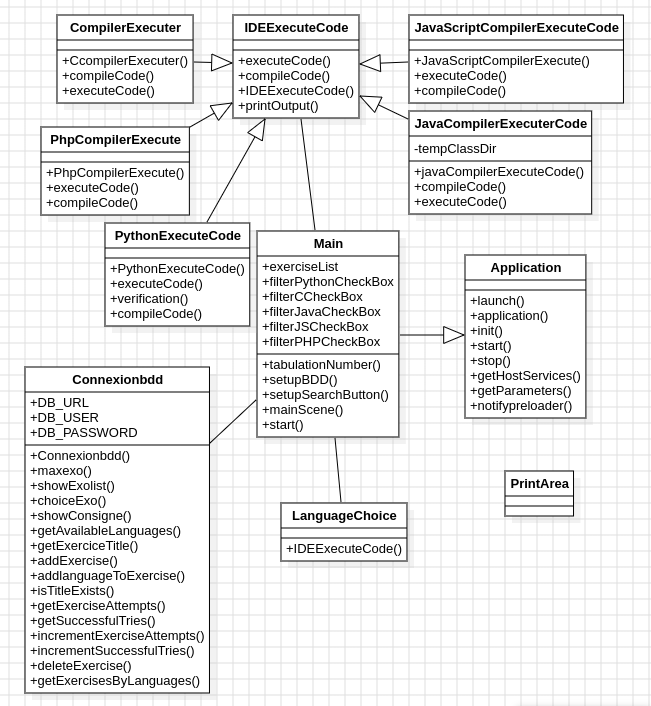 CompilerExecuter
+CcompilerExecuter()
+compileCode()
+executeCode()
IDEExecuteCode
+executeCode()
+compileCode()
+IDEExecuteCode()
+printOutput()
JavaScriptCompilerExecuteCode
+JavaScriptCompilerExecute()
+executeCode()
+compileCode()
PhpCompilerExecute
+PhpCompilerExecute()
+executeCode()
+compileCode()
JavaCompilerExecuterCode
-tempClassDir
+javaCompilerExecuteCode()
+compileCode()
+executeCode()
PythonExecuteCode
+PythonExecuteCode()
+executeCode()
+verification()
+compileCode()
Main
+exerciseList
+filterPythonCheckBox
+filterCCheckBox
+filterJavaCheckBox
+filterJSCheckBox
+filterPHPCheckBox
+tabulationNumber()
+setupBDD()
+setupSearchButton()
+mainScene()
+start()
Application
+launch()
+application()
+init()
+start()
+stop()
+getHostServices()
+getParameters()
+notifypreloader()
Connexionbdd
+DB_URL
+DB_USER
+DB_PASSWORD
+Connexionbdd()
+maxexo()
+showExolist()
+choiceExo()
+showConsigne()
+getAvailableLanguages()
+getExerciceTitle()
+addExercise()
+addlanguageToExercise()
+isTitleExists()
+getExerciseAttempts()
+getSuccessfulTries()
+incrementExerciseAttempts()
+incrementSuccessfulTries()
+deleteExercise()
+getExercisesByLanguages()
LanguageChoice
+IDEExecuteCode()
PrintArea